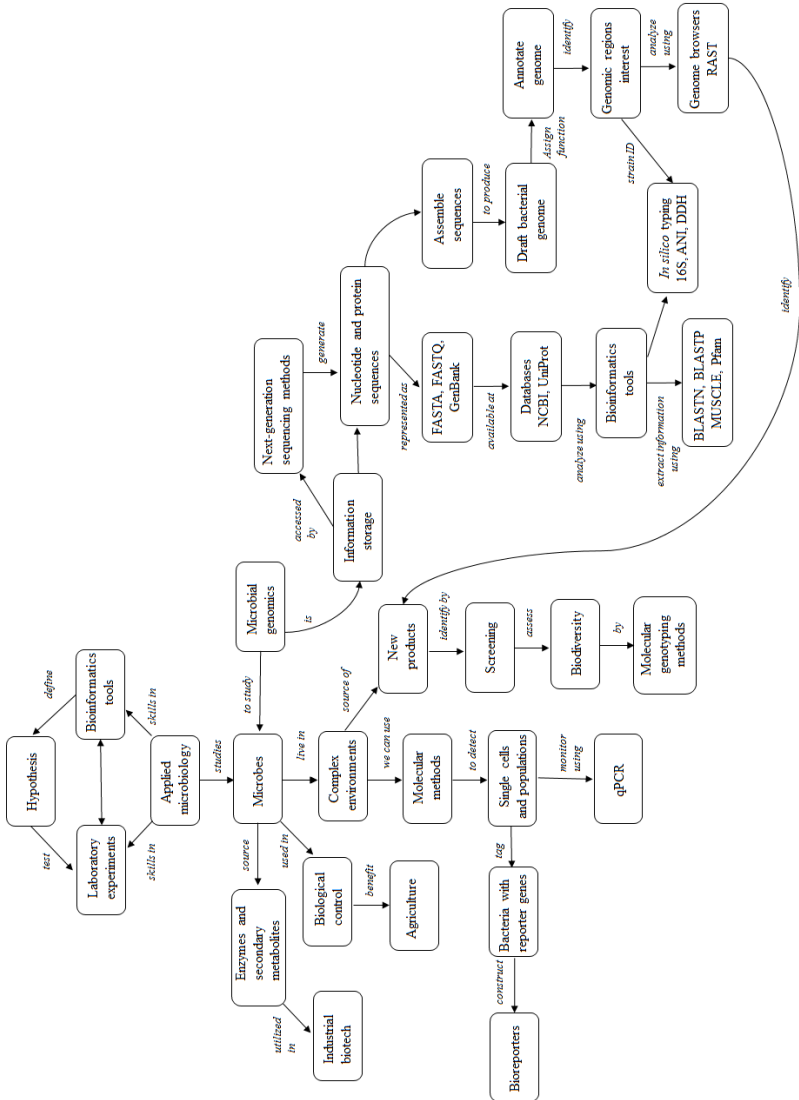 Hypothesis
define
test
Bioinformatics
tools
Laboratory
experiments
skills in
skills in
Applied
microbiology
studies
Microbial
genomics
to study
is
Microbes
source
used in
live in
Enzymes and
secondary
metabolites
utilized
in
Industrial
biotech
Biological
control
benefit
Agriculture
Complex
environments
source of
we can use
Molecular
methods
to detect
Single cells
and populations
tag
monitor
using
qPCR
Bacteria with
reporter genes
construct
Bioreporters
New
products
identify by
Screening
assess
Biodiversity
by
Molecular
genotyping
methods
Information
storage
accessed
by
Next-generation
sequencing methods
generate
Nucleotide and protein
sequences
represented as
FASTA, FASTQ,
GenBank
available at
Databases
NCBI, UniProt
analyze using
Bioinformatics
tools
extract information
using
BLASTN, BLASTP
MUSCLE, Pfam
Assemble
sequences
to produce
Draft bacterial
genome
Assign
function
Annotate
genome
identify
Genomic regions
interest
analyze
using
strain ID
In silico typing
16S, ANI, DDH
Genome browsers
RAST
identify